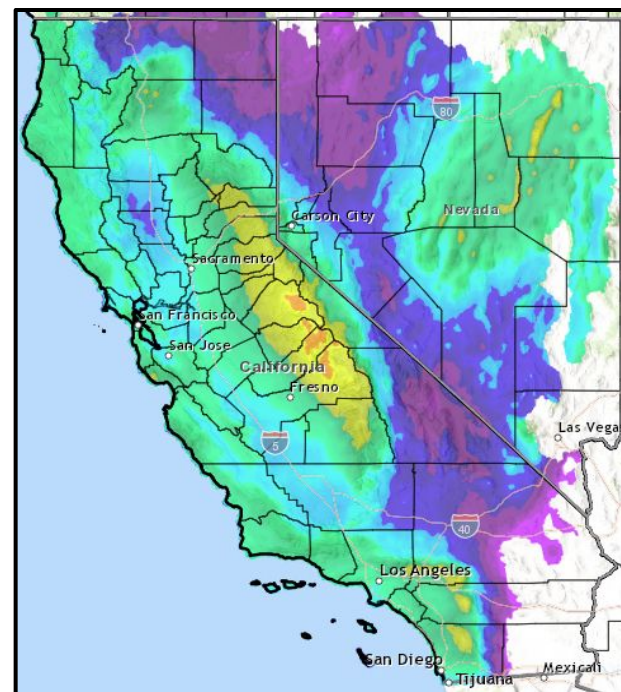 80
Nevada
Carson City
Sacramento
San Francisco
San Jose
California
Fresno
5
Las Vega
40
Los Angeles
San Diego
Tijuana
Mexicali